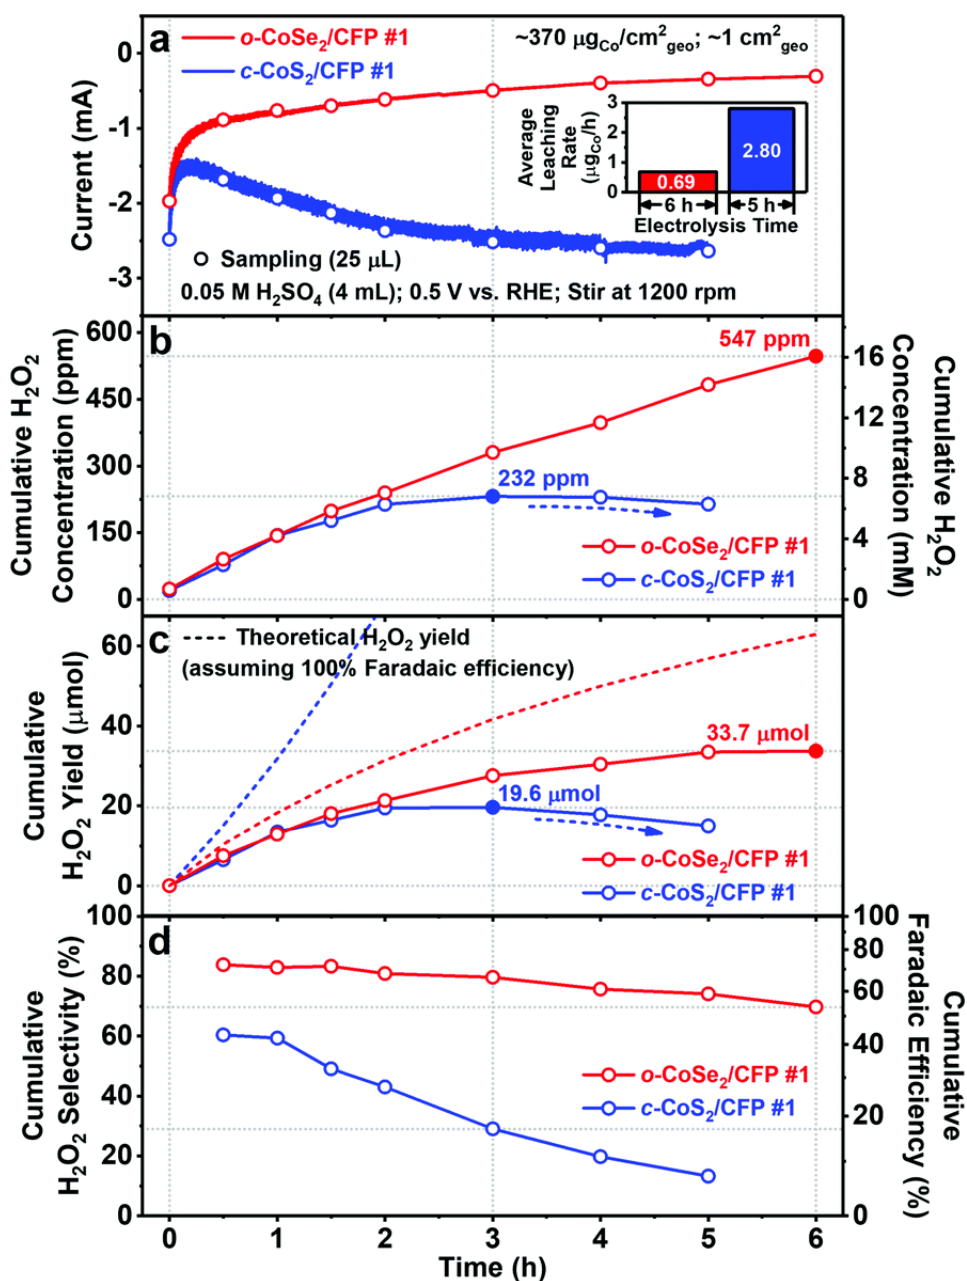 a
o-CoSe₂/CFP #1
c-CoS₂/CFP #1
~370 μg_Co/cm²_geo; ~1 cm²_geo
Current (mA)
0
-1
-2
-3
Average
Leaching
Rate
(μg_Co/h)
3
2
1
0
0.69
2.80
6 h
5 h
Electrolysis Time
Sampling (25 μL)
0.05 M H₂SO₄ (4 mL); 0.5 V vs. RHE; Stir at 1200 rpm
b
Cumulative H₂O₂
Concentration (ppm)
600
450
300
150
0
547 ppm
232 ppm
o-CoSe₂/CFP #1
c-CoS₂/CFP #1
16
12
8
4
0
Cumulative H₂O₂
Concentration (mM)
c
Theoretical H₂O₂ yield
(assuming 100% Faradaic efficiency)
Cumulative
H₂O₂ Yield (μmol)
60
40
20
0
33.7 μmol
19.6 μmol
o-CoSe₂/CFP #1
c-CoS₂/CFP #1
d
Cumulative
H₂O₂ Selectivity (%)
100
80
60
40
20
0
o-CoSe₂/CFP #1
c-CoS₂/CFP #1
100
80
60
40
20
0
Cumulative
Faradaic Efficiency (%)
0 1 2 3 4 5 6
Time (h)